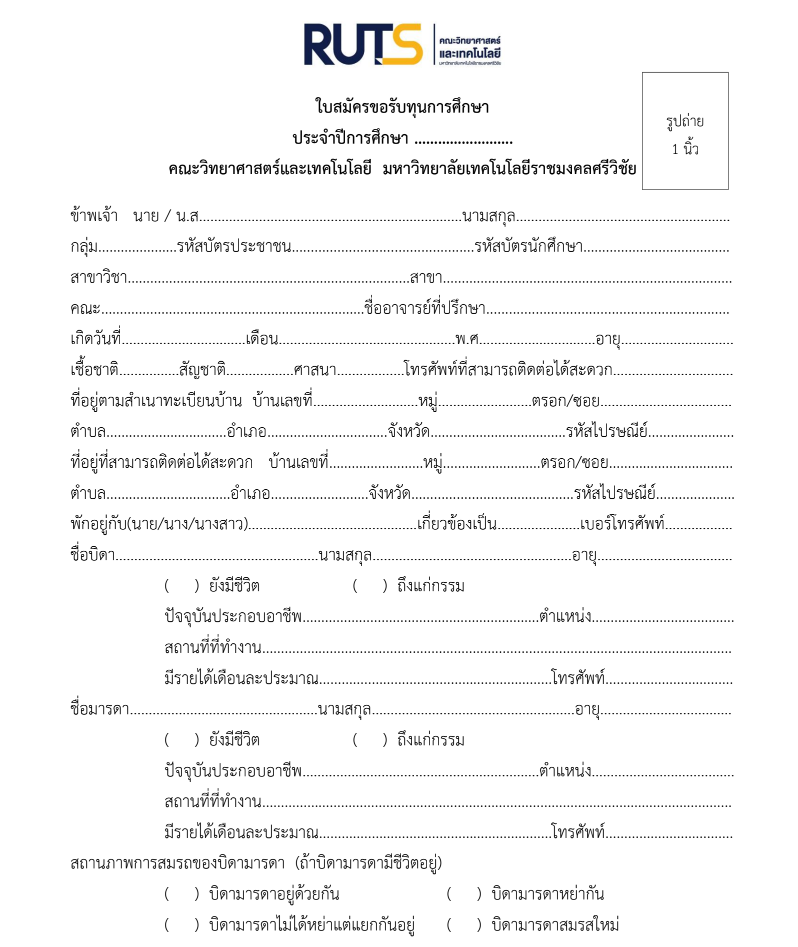 RUTS
คณะวิทยาศาสตร์
และเทคโนโลยี
มหาวิทยาลัยเทคโนโลยีราชมงคลศรีวิชัย
ใบสมัครขอรับทุนการศึกษา
ประจำปีการศึกษา .........................
คณะวิทยาศาสตร์และเทคโนโลยี มหาวิทยาลัยเทคโนโลยีราชมงคลศรีวิชัย
รูปถ่าย
1 นิ้ว
ข้าพเจ้า นาย / น.ส......................................................................นามสกุล.........................................................
กลุ่ม.....................รหัสบัตรประชาชน.................................................รหัสบัตรนักศึกษา.......................................
สาขาวิชา...........................................................................สาขา.............................................................................
คณะ......................................................................ชื่ออาจารย์ที่ปรึกษา.................................................................
เกิดวันที่.................................เดือน...............................................พ.ศ...............................อายุ..............................
เชื้อชาติ................สัญชาติ..................ศาสนา..................โทรศัพท์ที่สามารถติดต่อได้สะดวก................................
ที่อยู่ตามสำเนาทะเบียนบ้าน บ้านเลขที่............................หมู่.........................ตรอก/ซอย...................................
ตำบล................................อำเภอ................................จังหวัด....................................รหัสไปรษณีย์.......................
ที่อยู่ที่สามารถติดต่อได้สะดวก บ้านเลขที่.........................หมู่..........................ตรอก/ซอย.................................
ตำบล.................................อำเภอ..........................จังหวัด...........................................รหัสไปรษณีย์.....................
พักอยู่กับ(นาย/นาง/นางสาว).............................................เกี่ยวข้องเป็น......................เบอร์โทรศัพท์..................
ชื่อบิดา......................................................นามสกุล.....................................................อายุ....................................
( ) ยังมีชีวิต ( ) ถึงแก่กรรม
ปัจจุบันประกอบอาชีพ...............................................................ตำแหน่ง......................................
สถานที่ที่ทำงาน.............................................................................................................................
มีรายได้เดือนละประมาณ..............................................................โทรศัพท์..................................
ชื่อมารดา..................................................นามสกุล......................................................อายุ...................................
( ) ยังมีชีวิต ( ) ถึงแก่กรรม
ปัจจุบันประกอบอาชีพ...............................................................ตำแหน่ง......................................
สถานที่ที่ทำงาน.............................................................................................................................
มีรายได้เดือนละประมาณ..............................................................โทรศัพท์..................................
สถานภาพการสมรถของบิดามารดา (ถ้าบิดามารดามีชีวิตอยู่)
( ) บิดามารดาอยู่ด้วยกัน ( ) บิดามารดาหย่ากัน
( ) บิดามารดาไม่ได้หย่าแต่แยกกันอยู่ ( ) บิดามารดาสมรสใหม่